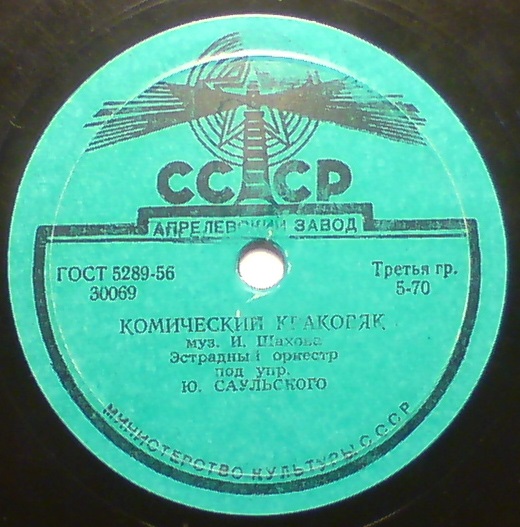 СССР
АПРЕЛЕВСКИЙ ЗАВОД
ГОСТ 5289-56
30069
Третья гр.
5-70
КОМИЧЕСКИЙ КРАКОВЯК
муз. И. Шахова
Эстрадный оркестр
под упр.
Ю. САУЛЬСКОГО
МИНИСТЕРСТВО КУЛЬТУРЫ СССР